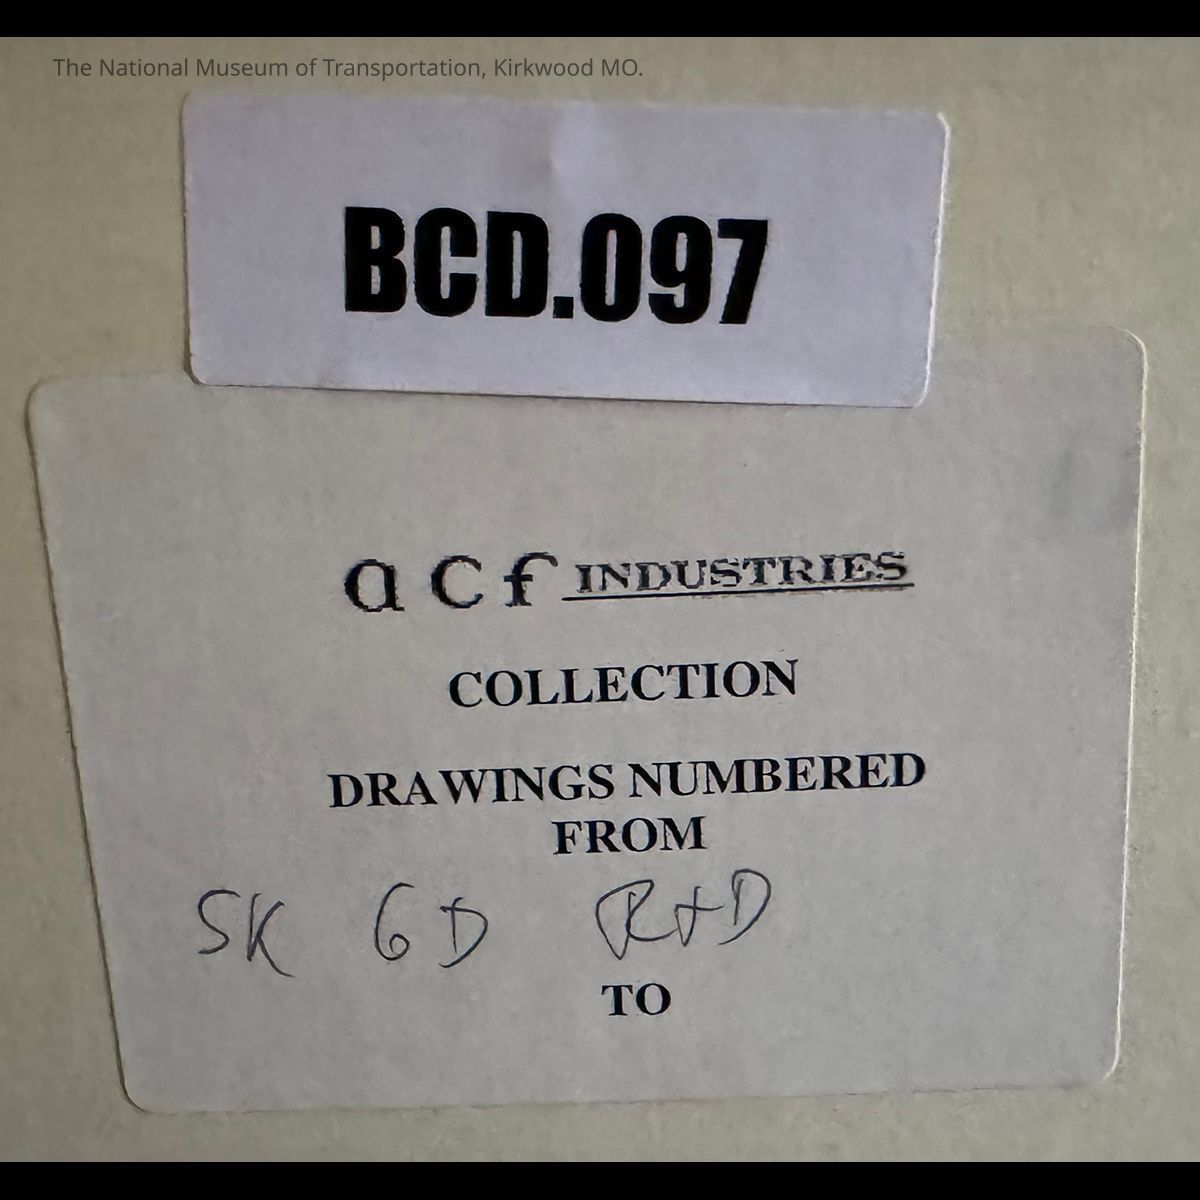 The National Museum of Transportation, Kirkwood MO.
BCD.097
acf INDUSTRIES
COLLECTION
DRAWINGS NUMBERED
FROM
SK 6D R+D
TO